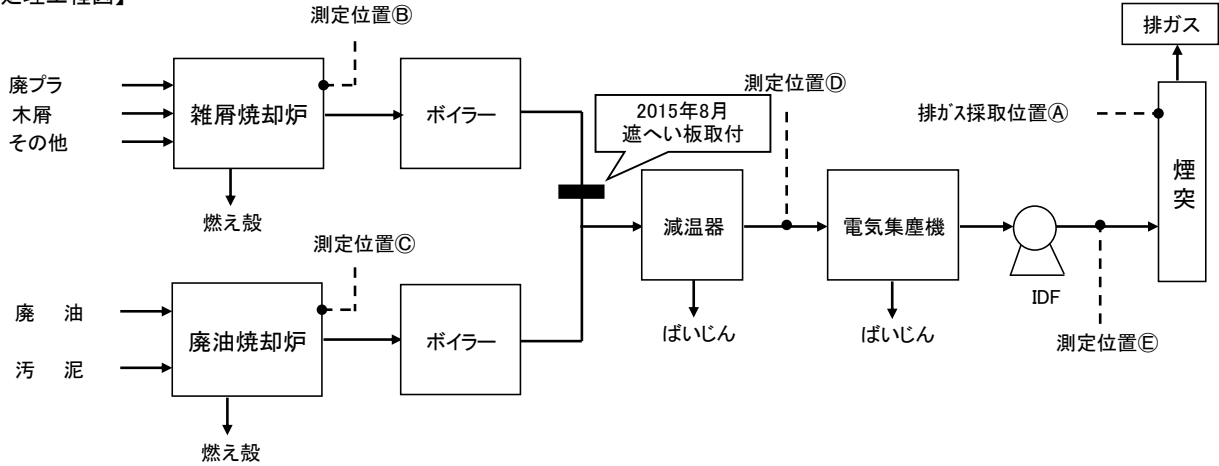 処理工程図】
測定位置Ⓑ
排ガス
廃プラ
木屑
その他
雑屑焼却炉
ボイラー
2015年8月
遮へい板取付
測定位置Ⓓ
排ガス採取位置Ⓐ
煙突
燃え殻
測定位置Ⓒ
減温器
電気集塵機
IDF
廃 油
汚 泥
廃油焼却炉
ボイラー
ばいじん
ばいじん
測定位置Ⓔ
燃え殻